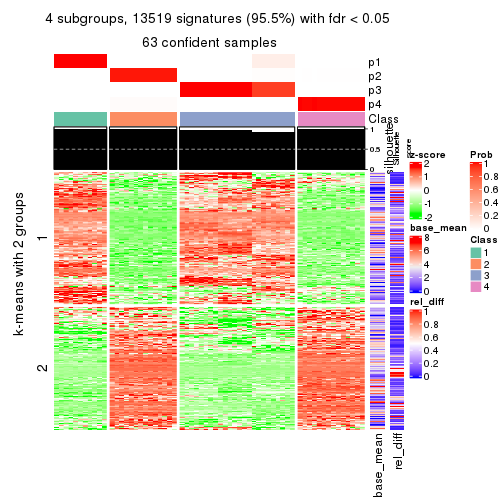 4 subgroups, 13519 signatures (95.5%) with fdr < 0.05
63 confident samples
p1
p2
p3
p4
Class
1
0.5
0
silhouette
Silhouette
score
k-means with 2 groups
1
2
base_mean
rel_diff
z-score
2
1
0
-1
-2
base_mean
8
6
4
2
0
rel_diff
1
0.8
0.6
0.4
0.2
0
Prob
1
0.8
0.6
0.4
0.2
0
Class
1
2
3
4